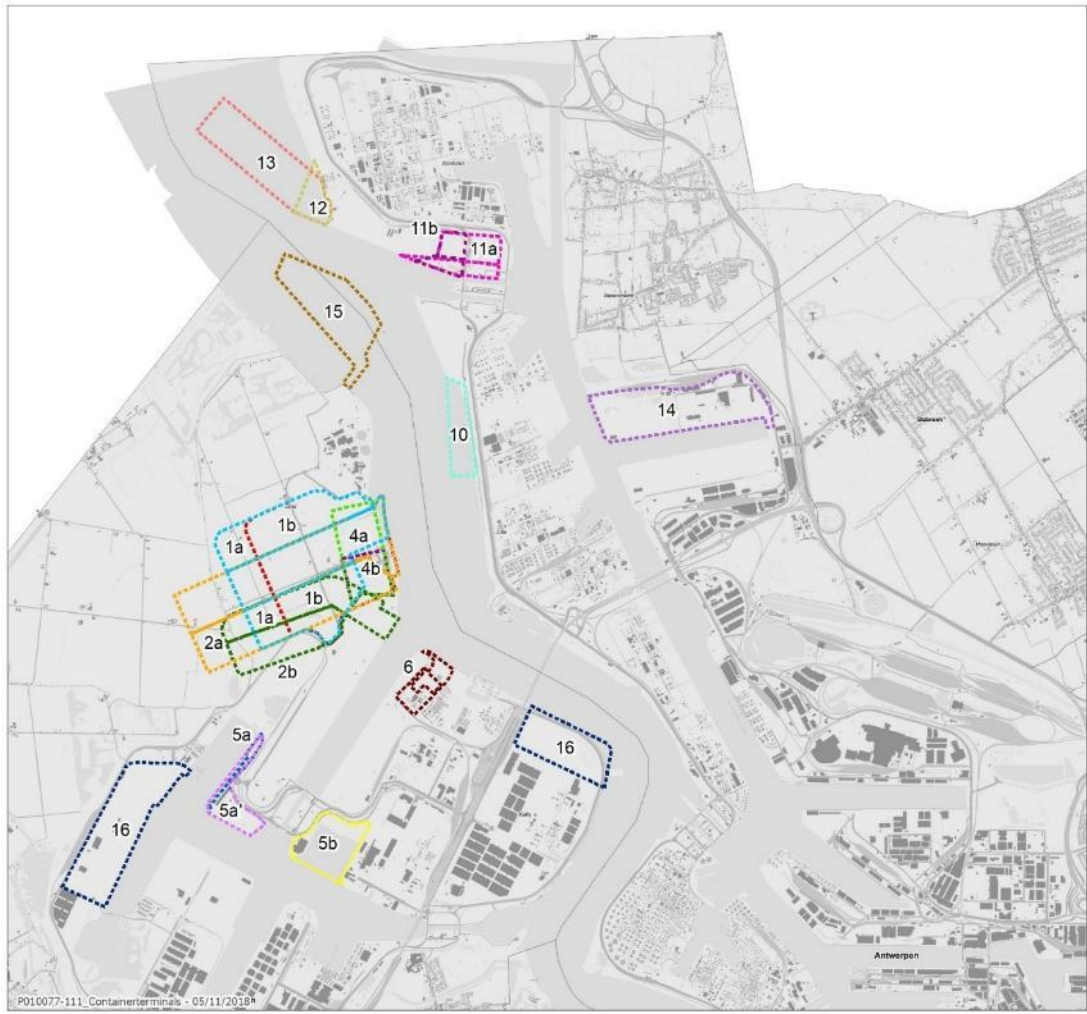 13
12
11b
11a
15
14
10
1b
1a
4a
4b
1b
1a
2a
2b
6
5a
16
5a'
16
5b
Antwerpen
P010077-111_Containerterminals - 05/11/2018